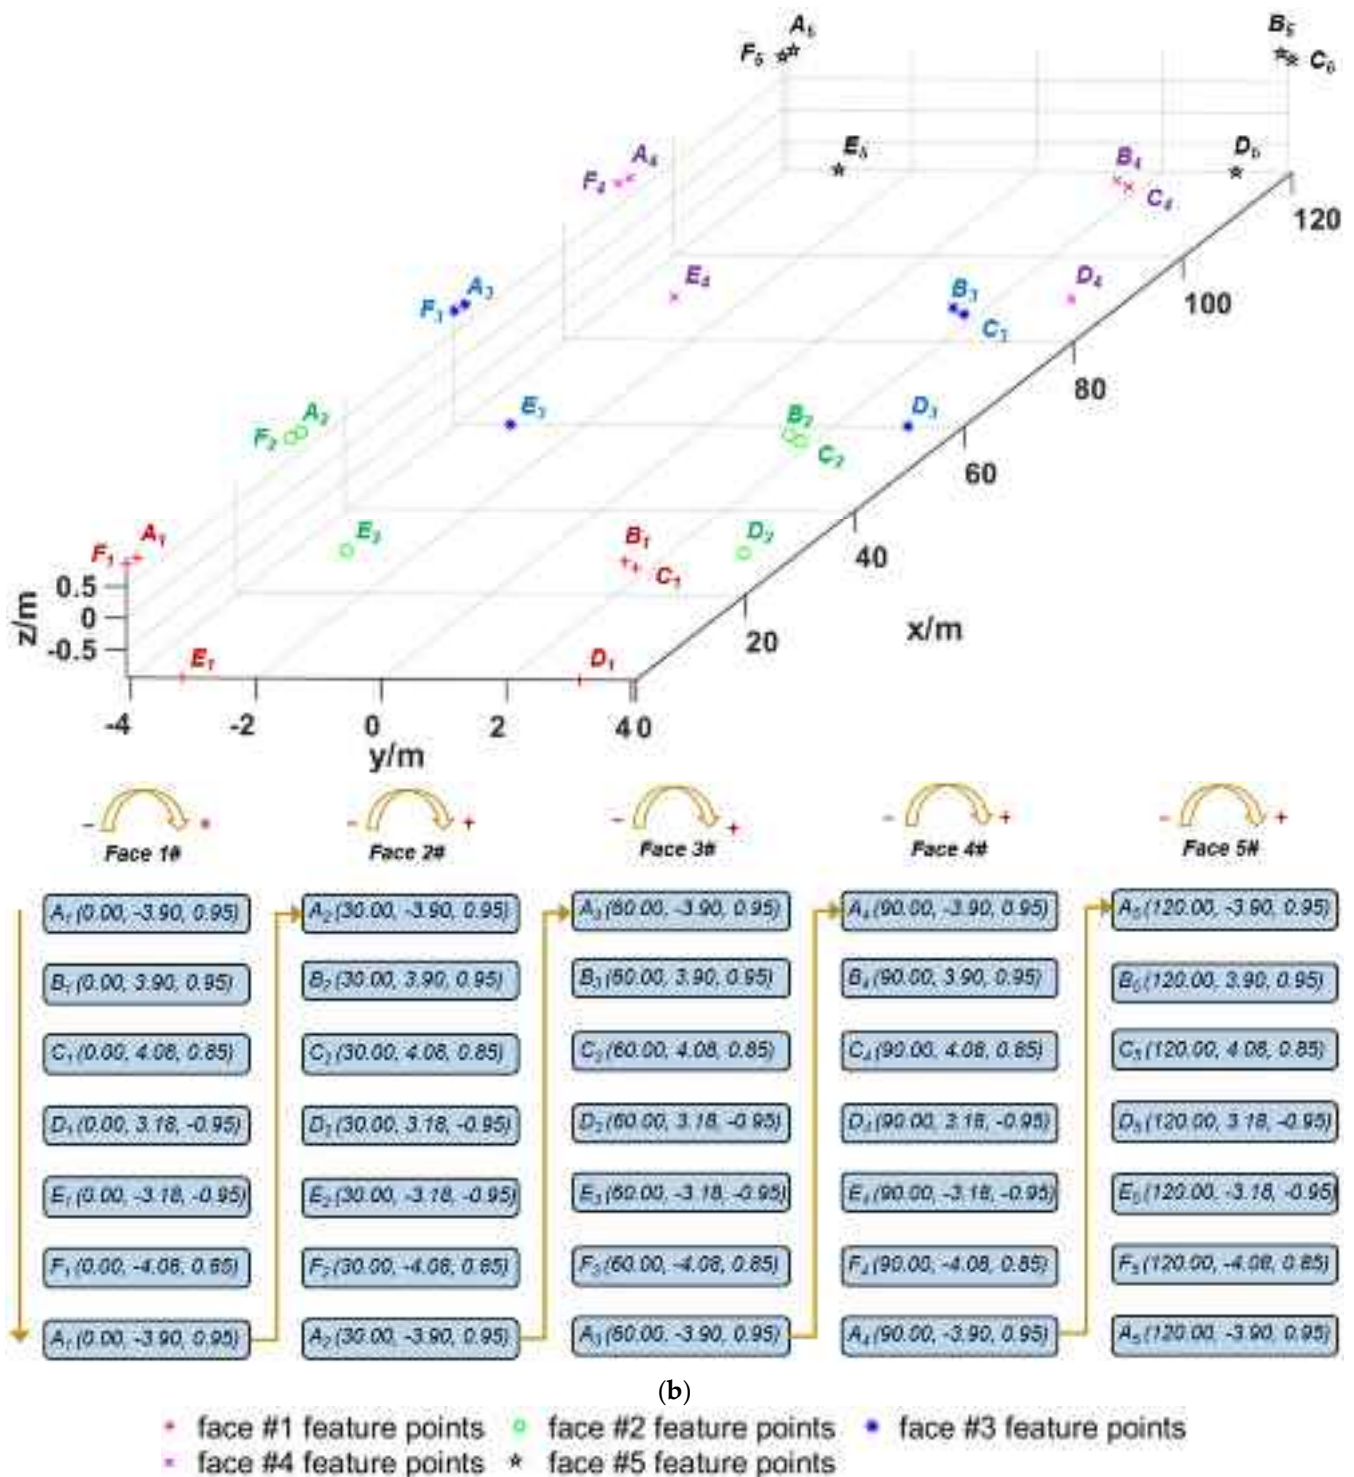 A5 B5
F5 C6
E5 D5
A4 B4
F4 C4
120
E4 D4
A3 B3
F3 C3
100
80
A2 E3 B2 D3
F2 C2
60
A1 E2 B1 D2
F1 C1
40
0.5
0
-0.5
z/m
x/m
20
E1 D1
-4 -2 0 2 4 0
y/m
- + - + - + - + - +
Face 1# Face 2# Face 3# Face 4# Face 5#
A1 (0.00, -3.90, 0.95) A2 (30.00, -3.90, 0.95) A3 (60.00, -3.90, 0.95) A4 (90.00, -3.90, 0.95) A5 (120.00, -3.90, 0.95)
B1 (0.00, 3.90, 0.95) B2 (30.00, 3.90, 0.95) B3 (60.00, 3.90, 0.95) B4 (90.00, 3.90, 0.95) B5 (120.00, 3.90, 0.95)
C1 (0.00, 4.08, 0.85) C2 (30.00, 4.08, 0.85) C3 (60.00, 4.08, 0.85) C4 (90.00, 4.08, 0.85) C5 (120.00, 4.08, 0.85)
D1 (0.00, 3.18, -0.95) D2 (30.00, 3.18, -0.95) D3 (60.00, 3.18, -0.95) D4 (90.00, 3.18, -0.95) D5 (120.00, 3.18, -0.95)
E1 (0.00, -3.18, -0.95) E2 (30.00, -3.18, -0.95) E3 (60.00, -3.18, -0.95) E4 (90.00, -3.18, -0.95) E5 (120.00, -3.18, -0.95)
F1 (0.00, -4.08, 0.85) F2 (30.00, -4.08, 0.85) F3 (60.00, -4.08, 0.85) F4 (90.00, -4.08, 0.85) F5 (120.00, -4.08, 0.85)
A1 (0.00, -3.90, 0.95) A2 (30.00, -3.90, 0.95) A3 (60.00, -3.90, 0.95) A4 (90.00, -3.90, 0.95) A5 (120.00, -3.90, 0.95)
(b)
face #1 feature points face #2 feature points face #3 feature points
face #4 feature points face #5 feature points